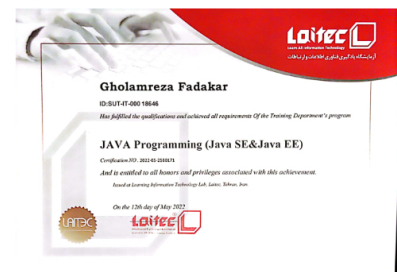 Laitec
Learn All Information Technology
آزمایشگاه یادگیری فناوری اطلاعات و ارتباطات
Gholamreza Fadakar
ID:SUT-IT-000 18646
Has fulfilled the qualifications and achieved all requirements Of the Training Department's program
JAVA Programming (Java SE&Java EE)
Certification NO.
And is entitled to all honors and privileges associated with this achievement.
Issued at Learning Information Technology Lab, Laitec, Tehran, Iran
On the 12th day of May 2022
LAITEC
Laitec